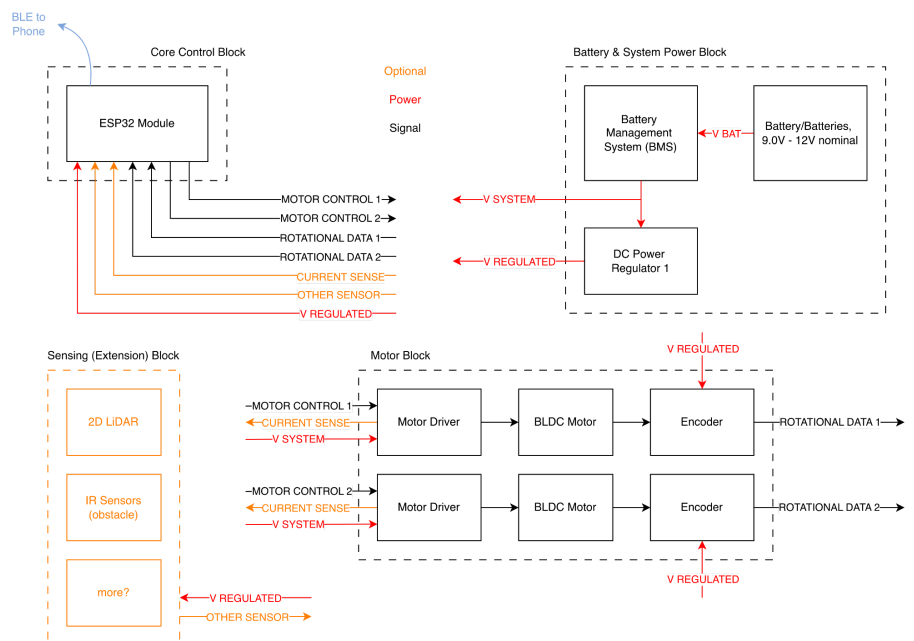 BLE to
Phone
Core Control Block
Battery & System Power Block
Optional
Power
Signal
ESP32 Module
Battery
Management
System (BMS)
V BAT
Battery/Batteries,
9.0V - 12V nominal
MOTOR CONTROL 1
MOTOR CONTROL 2
ROTATIONAL DATA 1
ROTATIONAL DATA 2
CURRENT SENSE
OTHER SENSOR
V REGULATED
V SYSTEM
V REGULATED
DC Power
Regulator 1
Sensing (Extension) Block
2D LiDAR
IR Sensors
(obstacle)
more?
V REGULATED
OTHER SENSOR
Motor Block
V REGULATED
MOTOR CONTROL 1
CURRENT SENSE
V SYSTEM
Motor Driver
BLDC Motor
Encoder
ROTATIONAL DATA 1
MOTOR CONTROL 2
CURRENT SENSE
V SYSTEM
Motor Driver
BLDC Motor
Encoder
ROTATIONAL DATA 2
V REGULATED